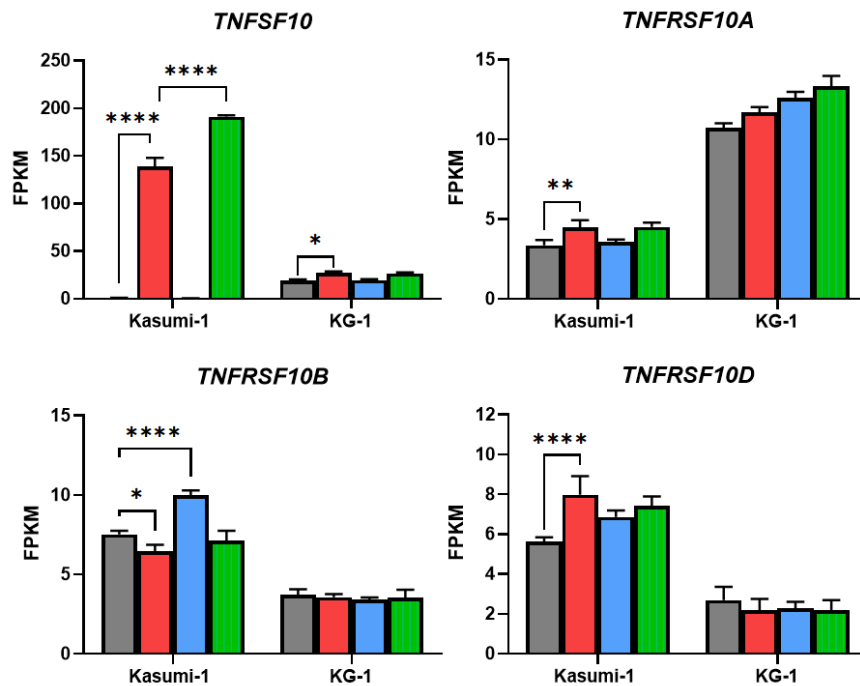 TNFSF10
250
200
150
100
50
0
FPKM
****
****
*
Kasumi-1
KG-1
TNFRSF10A
15
10
5
0
FPKM
**
Kasumi-1
KG-1
TNFRSF10B
15
10
5
0
FPKM
****
*
Kasumi-1
KG-1
TNFRSF10D
12
10
8
6
4
2
0
FPKM
****
Kasumi-1
KG-1